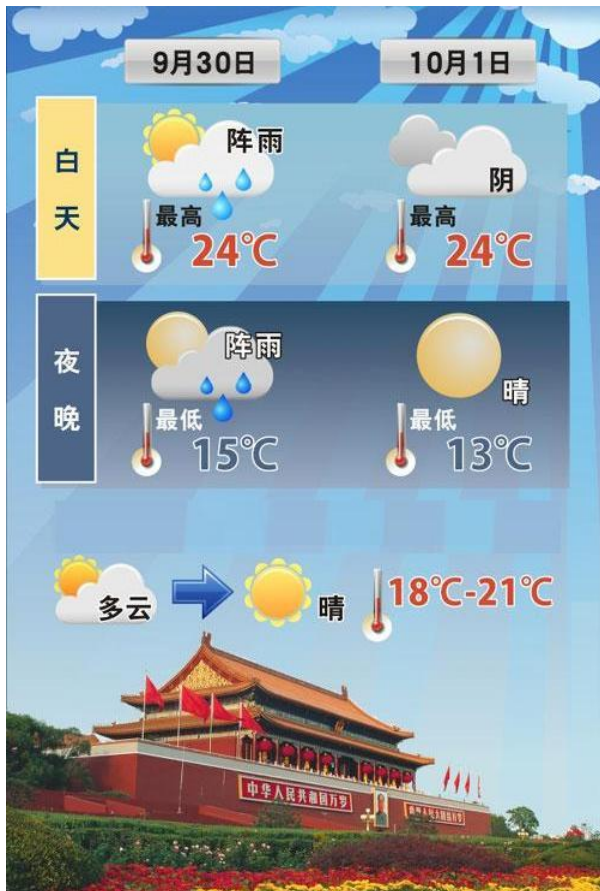 9月30日
10月1日
白天
阵雨
最高
24℃
阴
最高
24℃
夜晚
阵雨
最低
15℃
晴
最低
13℃
多云
晴
18℃-21℃
中华人民共和国万岁